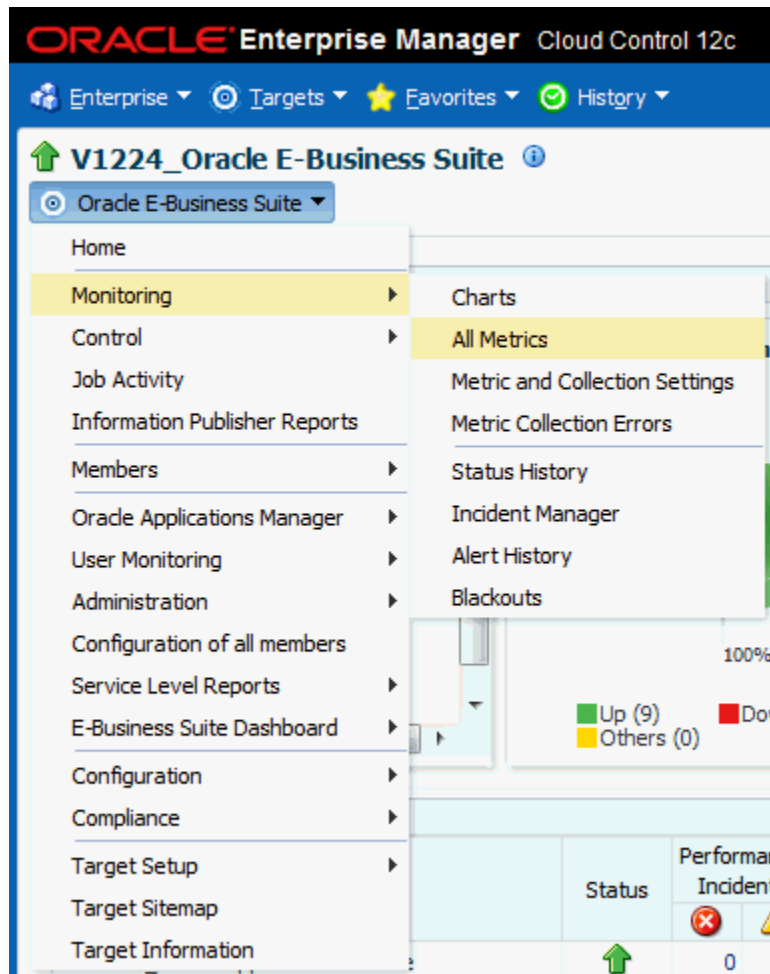 ORACLE Enterprise Manager Cloud Control 12c
Enterprise Targets Favorites History
V1224_Oracle E-Business Suite
Oracle E-Business Suite
Home
Monitoring
Control
Job Activity
Information Publisher Reports
Members
Oracle Applications Manager
User Monitoring
Administration
Configuration of all members
Service Level Reports
E-Business Suite Dashboard
Configuration
Compliance
Target Setup
Target Sitemap
Target Information
Charts
All Metrics
Metric and Collection Settings
Metric Collection Errors
Status History
Incident Manager
Alert History
Blackouts
100%
Up (9)
Others (0)
Status
0